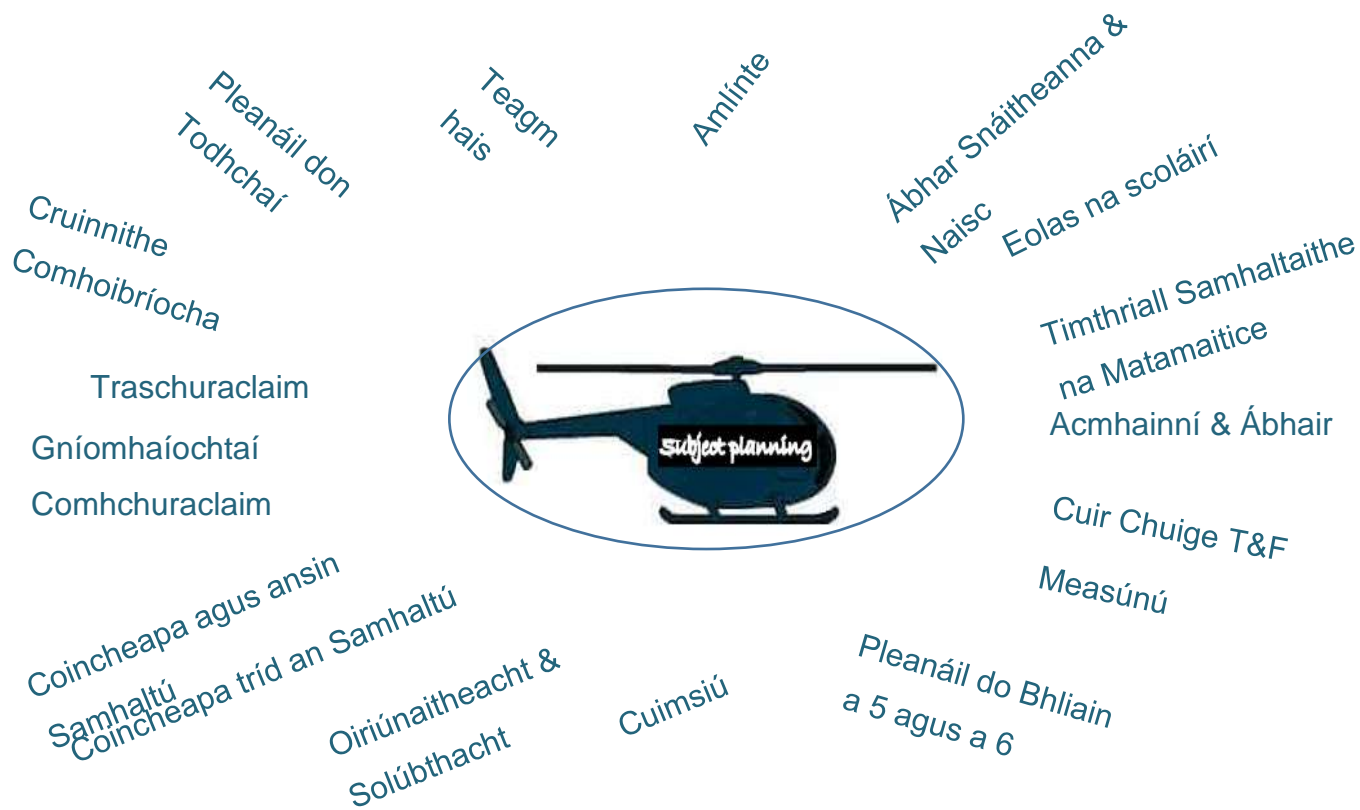 Pleanáil don
Todhchaí
Teagm
hais
Amlínte
Ábhar Snáitheanna &
Naisc
Eolas na scoláirí
Cruinnithe
Comhoibríocha
Timthriall Samhaltaithe
na Matamaitice
Traschuraclaim
Acmhainní & Ábhair
Gníomhaíochtaí
Comhchuraclaim
subject planning
Cuir Chuige T&F
Measúnú
Coincheapa agus ansin
Samhaltú
Coincheapa tríd an Samhaltú
Oiriúnaitheacht &
Solúbthacht
Cuimsiú
Pleanáil do Bhliain
a 5 agus a 6